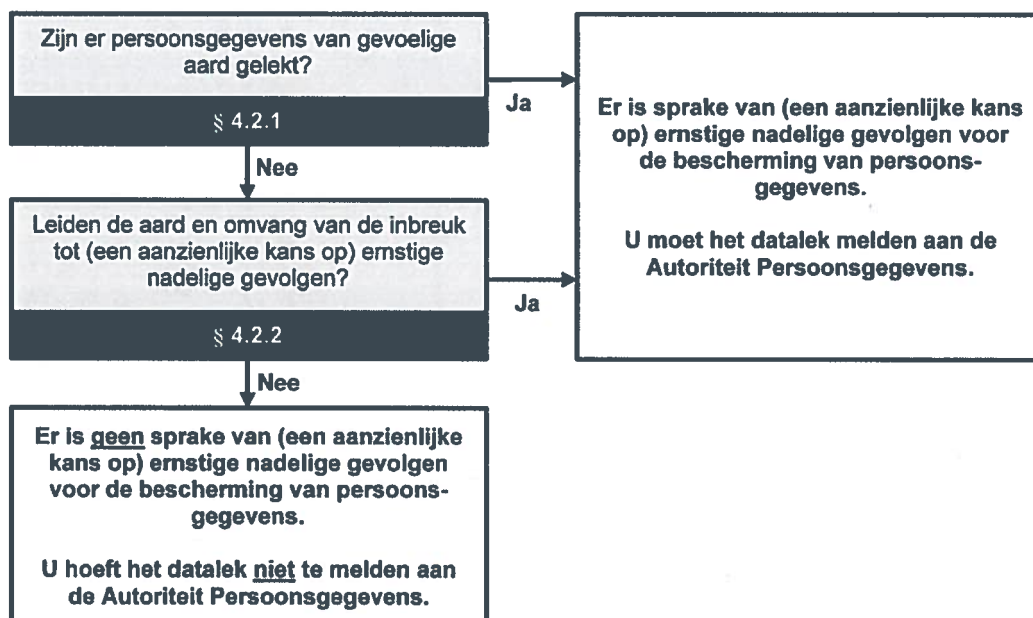 Zijn er persoonsgegevens van gevoelige
aard gelekt?
§ 4.2.1
Ja
Nee
Leiden de aard en omvang van de inbreuk
tot (een aanzienlijke kans op) ernstige
nadelige gevolgen?
§ 4.2.2
Ja
Nee
Er is geen sprake van (een aanzienlijke
kans op) ernstige nadelige gevolgen
voor de bescherming van persoons-
gegevens.
U hoeft het datalek niet te melden aan
de Autoriteit Persoonsgegevens.
Er is sprake van (een aanzienlijke kans
op) ernstige nadelige gevolgen voor
de bescherming van persoons-
gegevens.
U moet het datalek melden aan de
Autoriteit Persoonsgegevens.